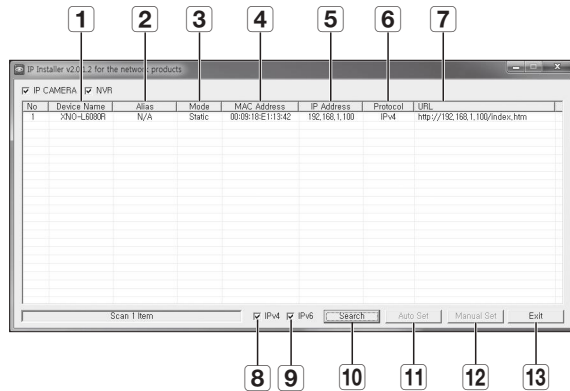 1 2 3 4 5 6 7
IP Installer v2.0.1.2 for the network products
IP CAMERA NVR
No Device Name Alias Mode MAC Address IP Address Protocol URL
1 XNO-L6080R N/A Static 00:09:18:E1:13:42 192,168,1,100 IPv4 http://192,168,1,100/index,htm
Scan 1 Item IPv4 IPv6 Search Auto Set Manual Set Exit
8 9 10 11 12 13